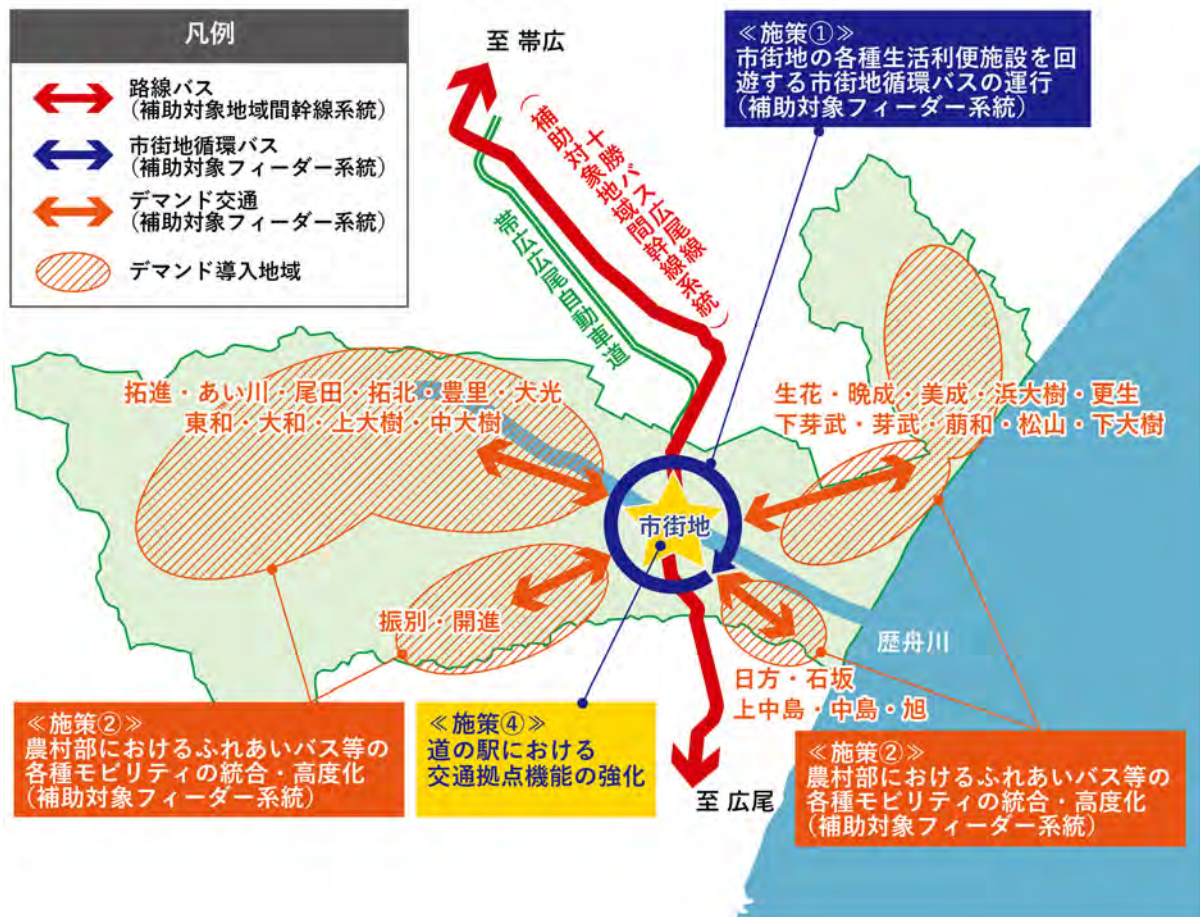 凡例
路線バス
(補助対象地域間幹線系統)
市街地循環バス
(補助対象フィーダー系統)
デマンド交通
(補助対象フィーダー系統)
デマンド導入地域
至 帯広
≪施策①≫
市街地の各種生活利便施設を回
遊する市街地循環バスの運行
(補助対象フィーダー系統)
十勝バス広尾線
(補助対象地域間幹線系統)
帯広広尾自動車道
拓進・あい川・尾田・拓北・豊里・大光
東和・大和・上大樹・中大樹
生花・晩成・美成・浜大樹・更生
下芽武・芽武・萠和・松山・下大樹
市街地
振別・開進
歴舟川
日方・石坂
上中島・中島・旭
≪施策②≫
農村部におけるふれあいバス等の
各種モビリティの統合・高度化
(補助対象フィーダー系統)
≪施策④≫
道の駅における
交通拠点機能の強化
至 広尾
≪施策②≫
農村部におけるふれあいバス等の
各種モビリティの統合・高度化
(補助対象フィーダー系統)